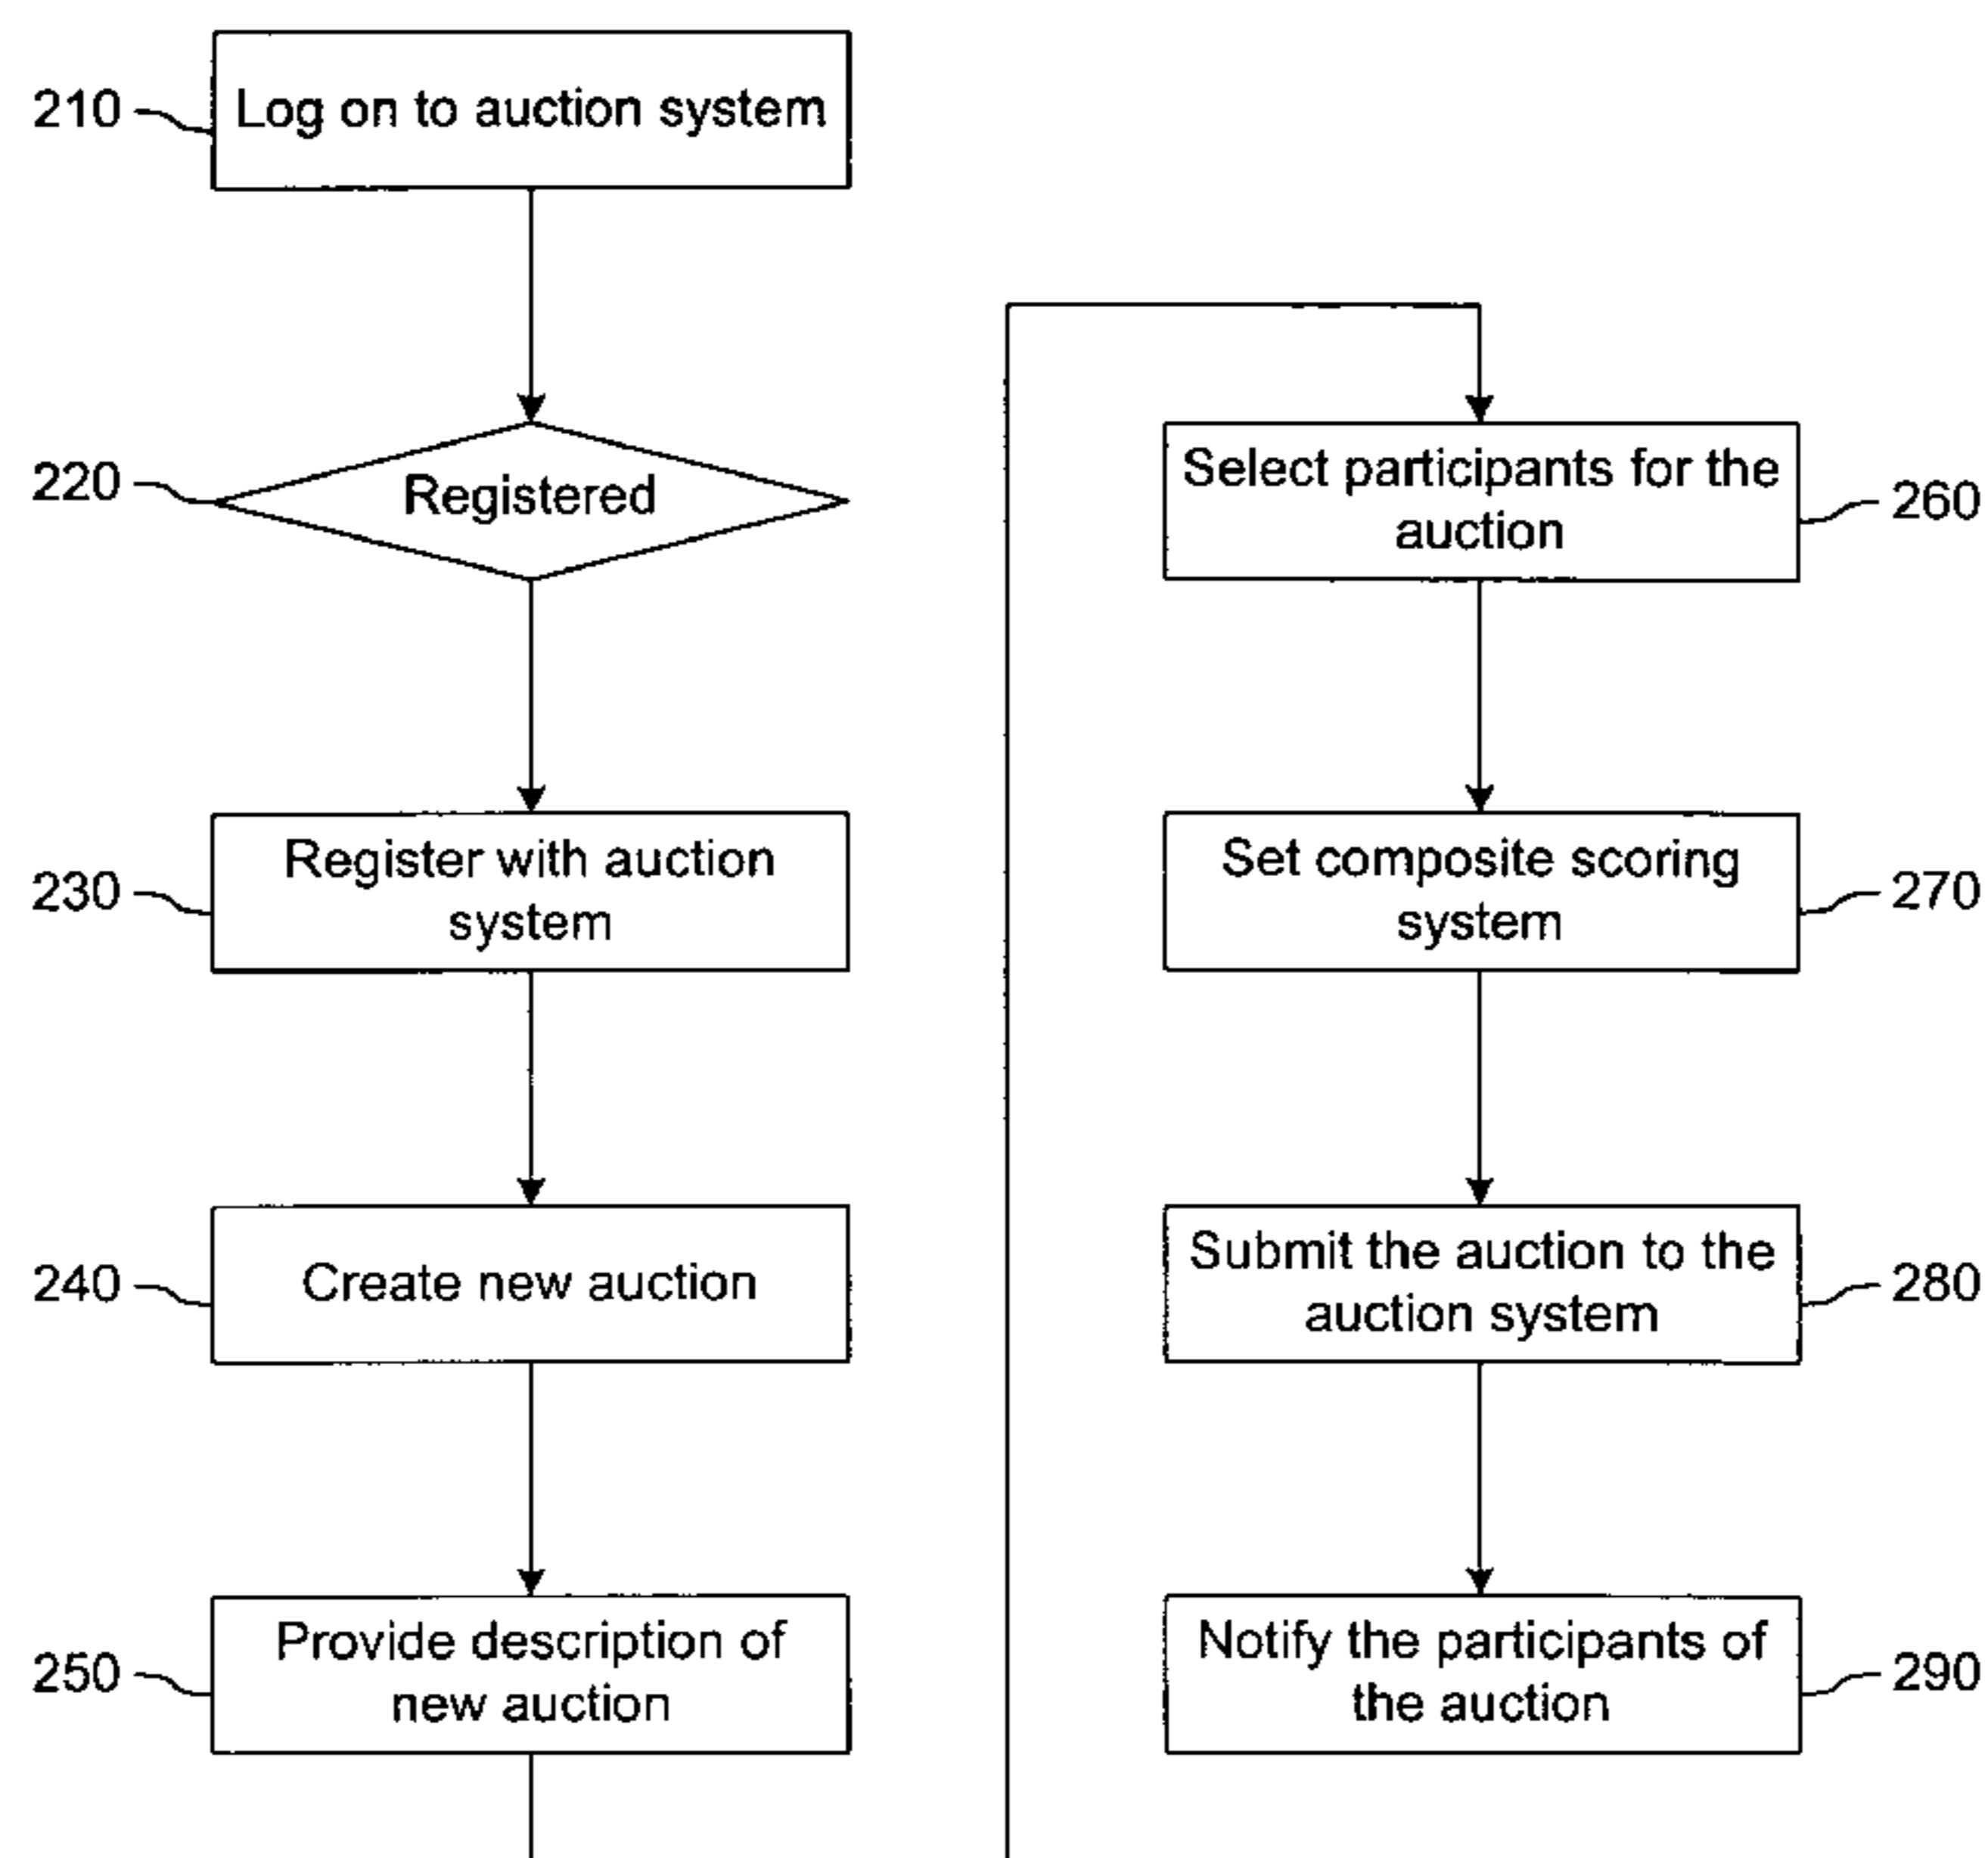 210
Log on to auction system
220
Registered
230
Register with auction
system
240
Create new auction
250
Provide description of
new auction
Select participants for the
auction
260
Set composite scoring
system
270
Submit the auction to the
auction system
280
Notify the participants of
the auction
290